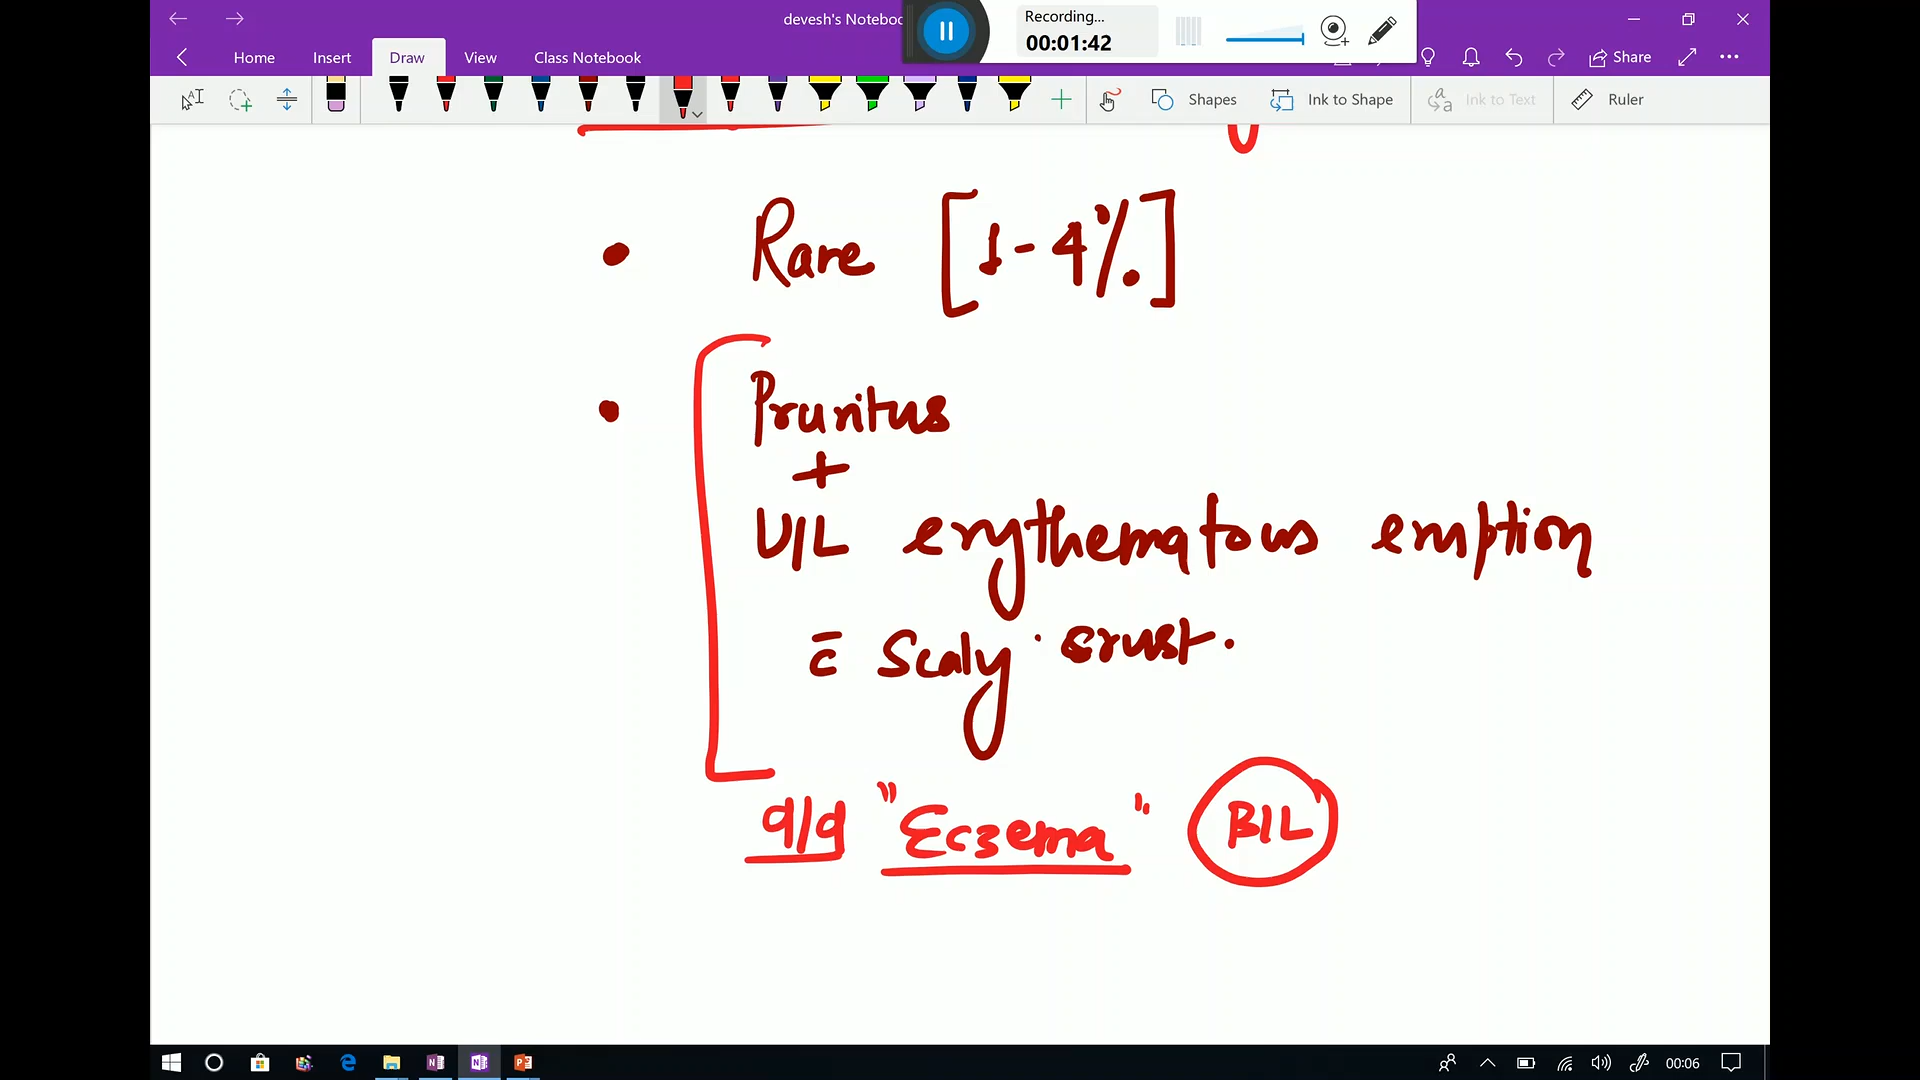 devesh's Noteboo
Recording...
00:01:42
Home Insert Draw View Class Notebook
Share
Shapes Ink to Shape Ink to Text Ruler
• Rare [1-4%]
• Pruritus
+
U/L erythematous eruption
c̄ Scaly crust.
"Eczema" B/L
00:06